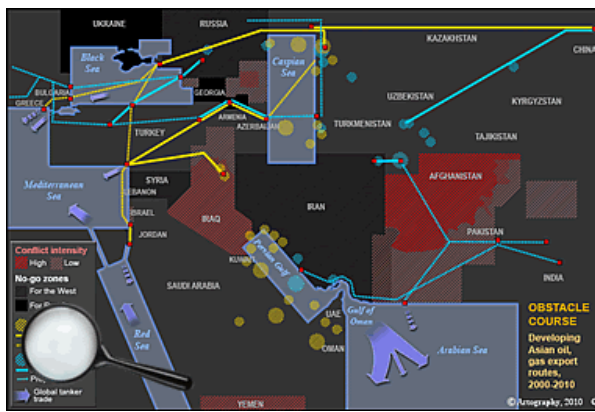 UKRAINE
RUSSIA
KAZAKHSTAN
CHINA
Black
Sea
Caspian
Sea
BULGARIA
GREECE
GEORGIA
ARMENIA
AZERBAIJAN
UZBEKISTAN
KYRGYZSTAN
TURKMENISTAN
TAJIKISTAN
TURKEY
SYRIA
LEBANON
ISRAEL
JORDAN
IRAQ
IRAN
AFGHANISTAN
PAKISTAN
INDIA
Mediterranean
Sea
KUWAIT
Persian Gulf
SAUDI ARABIA
UAE
OMAN
Gulf of
Oman
Arabian Sea
Red
Sea
YEMEN
Conflict intensity
High
Low
No-go zones
For the West
For
Global tanker
trade
OBSTACLE
COURSE
Developing
Asian oil,
gas export
routes,
2000-2010
© Artography, 2010